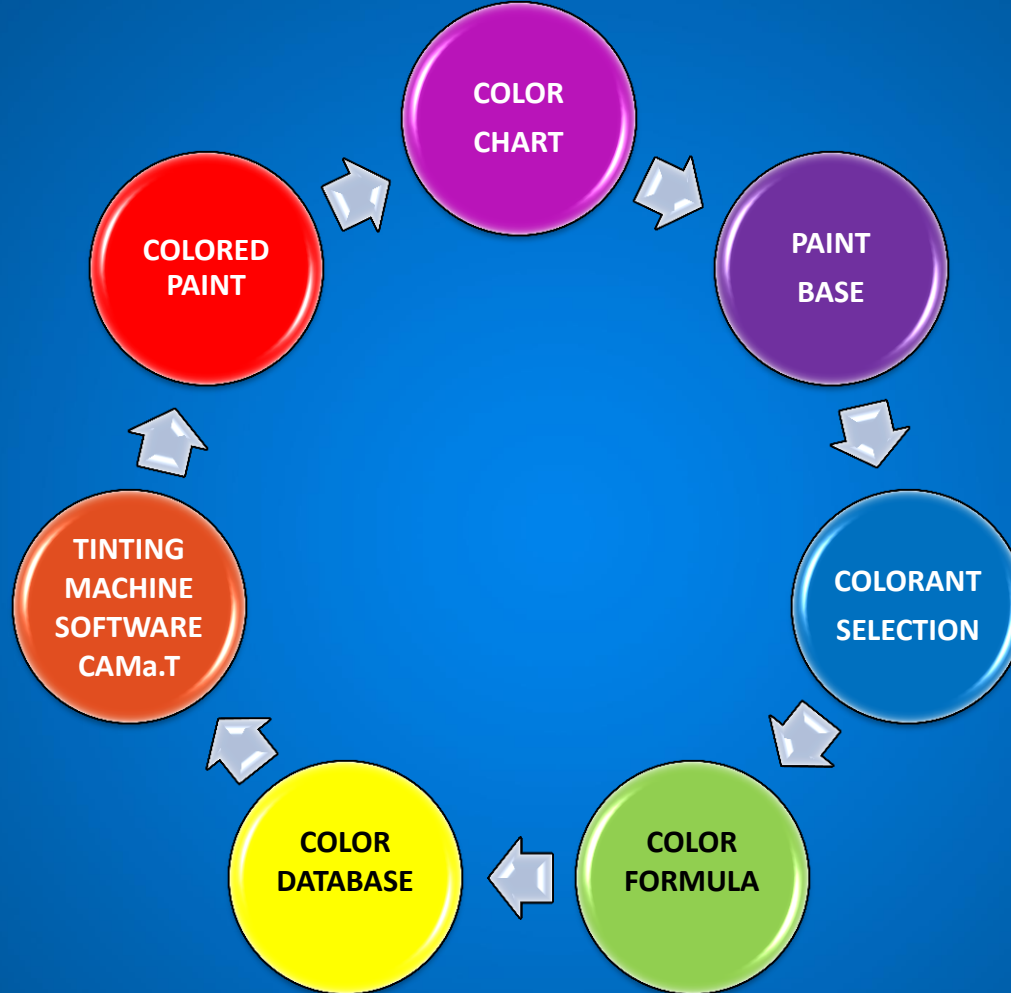 COLOR
CHART
PAINT
BASE
COLORANT
SELECTION
COLOR
FORMULA
COLOR
DATABASE
TINTING
MACHINE
SOFTWARE
CAMa.T
COLORED
PAINT